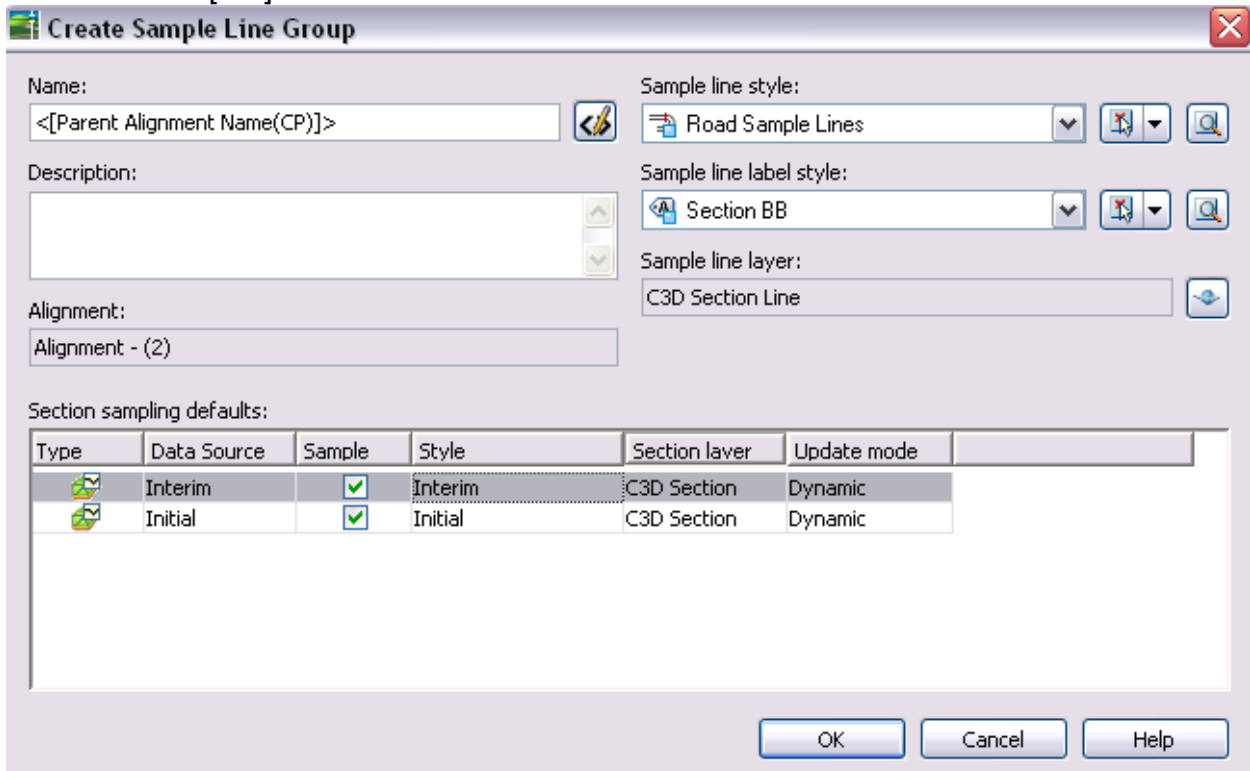 Create Sample Line Group
Name:
<[Parent Alignment Name(CP)]>
Description:
Alignment:
Alignment - (2)
Sample line style:
Road Sample Lines
Sample line label style:
Section BB
Sample line layer:
C3D Section Line
Section sampling defaults:
Type Data Source Sample Style Section layer Update mode
Interim Interim C3D Section Dynamic
Initial Initial C3D Section Dynamic
OK Cancel Help